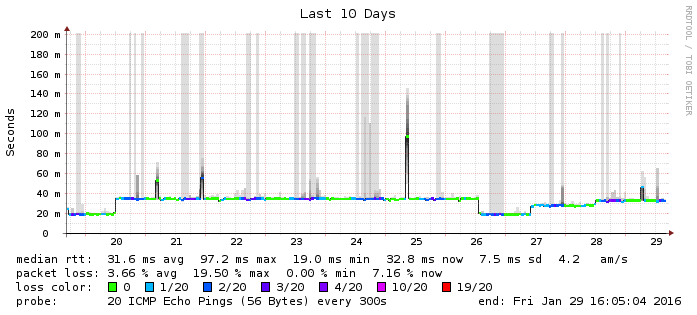 Last 10 Days
RRDTOOL / TOBI OETIKER
Seconds
200 m
180 m
160 m
140 m
120 m
100 m
80 m
60 m
40 m
20 m
0
20 21 22 23 24 25 26 27 28 29
median rtt: 31.6 ms avg 97.2 ms max 19.0 ms min 32.8 ms now 7.5 ms sd 4.2 am/s
packet loss: 3.66 % avg 19.50 % max 0.00 % min 7.16 % now
loss color: 0 1/20 2/20 3/20 4/20 10/20 19/20
probe: 20 ICMP Echo Pings (56 Bytes) every 300s end: Fri Jan 29 16:05:04 2016